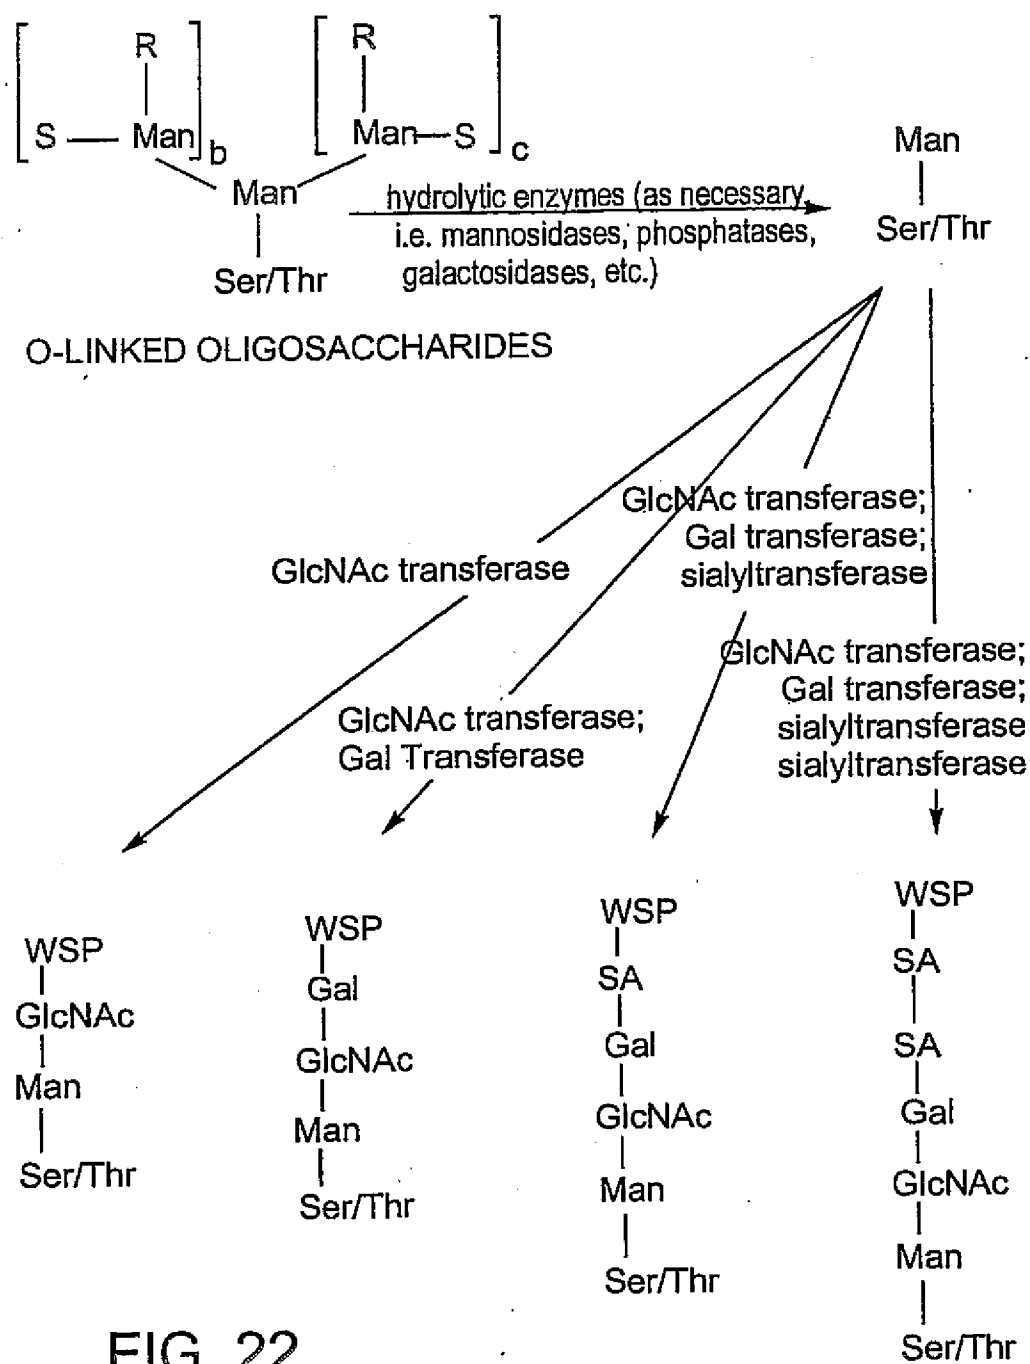 R
R
S
Man
b
Man
S
c
Man
Man
Ser/Thr
Ser/Thr
hydrolytic enzymes (as necessary
i.e. mannosidases, phosphatases,
galactosidases, etc.)
O-LINKED OLIGOSACCHARIDES
GlcNAc transferase
GlcNAc transferase;
Gal Transferase
GlcNAc transferase;
Gal transferase;
sialyltransferase
GlcNAc transferase;
Gal transferase;
sialyltransferase
sialyltransferase
WSP
GlcNAc
Man
Ser/Thr
WSP
Gal
GlcNAc
Man
Ser/Thr
WSP
SA
Gal
GlcNAc
Man
Ser/Thr
WSP
SA
SA
Gal
GlcNAc
Man
Ser/Thr
FIG. 22